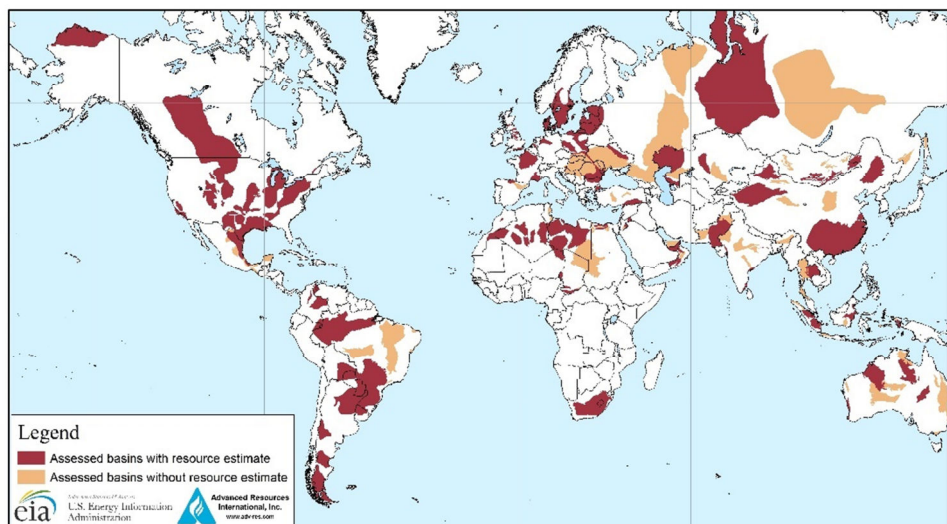 Legend
Assessed basins with resource estimate
Assessed basins without resource estimate
eia
U.S. Energy Information
Administration
Advanced Resources
International, Inc.
www.adv-res.com